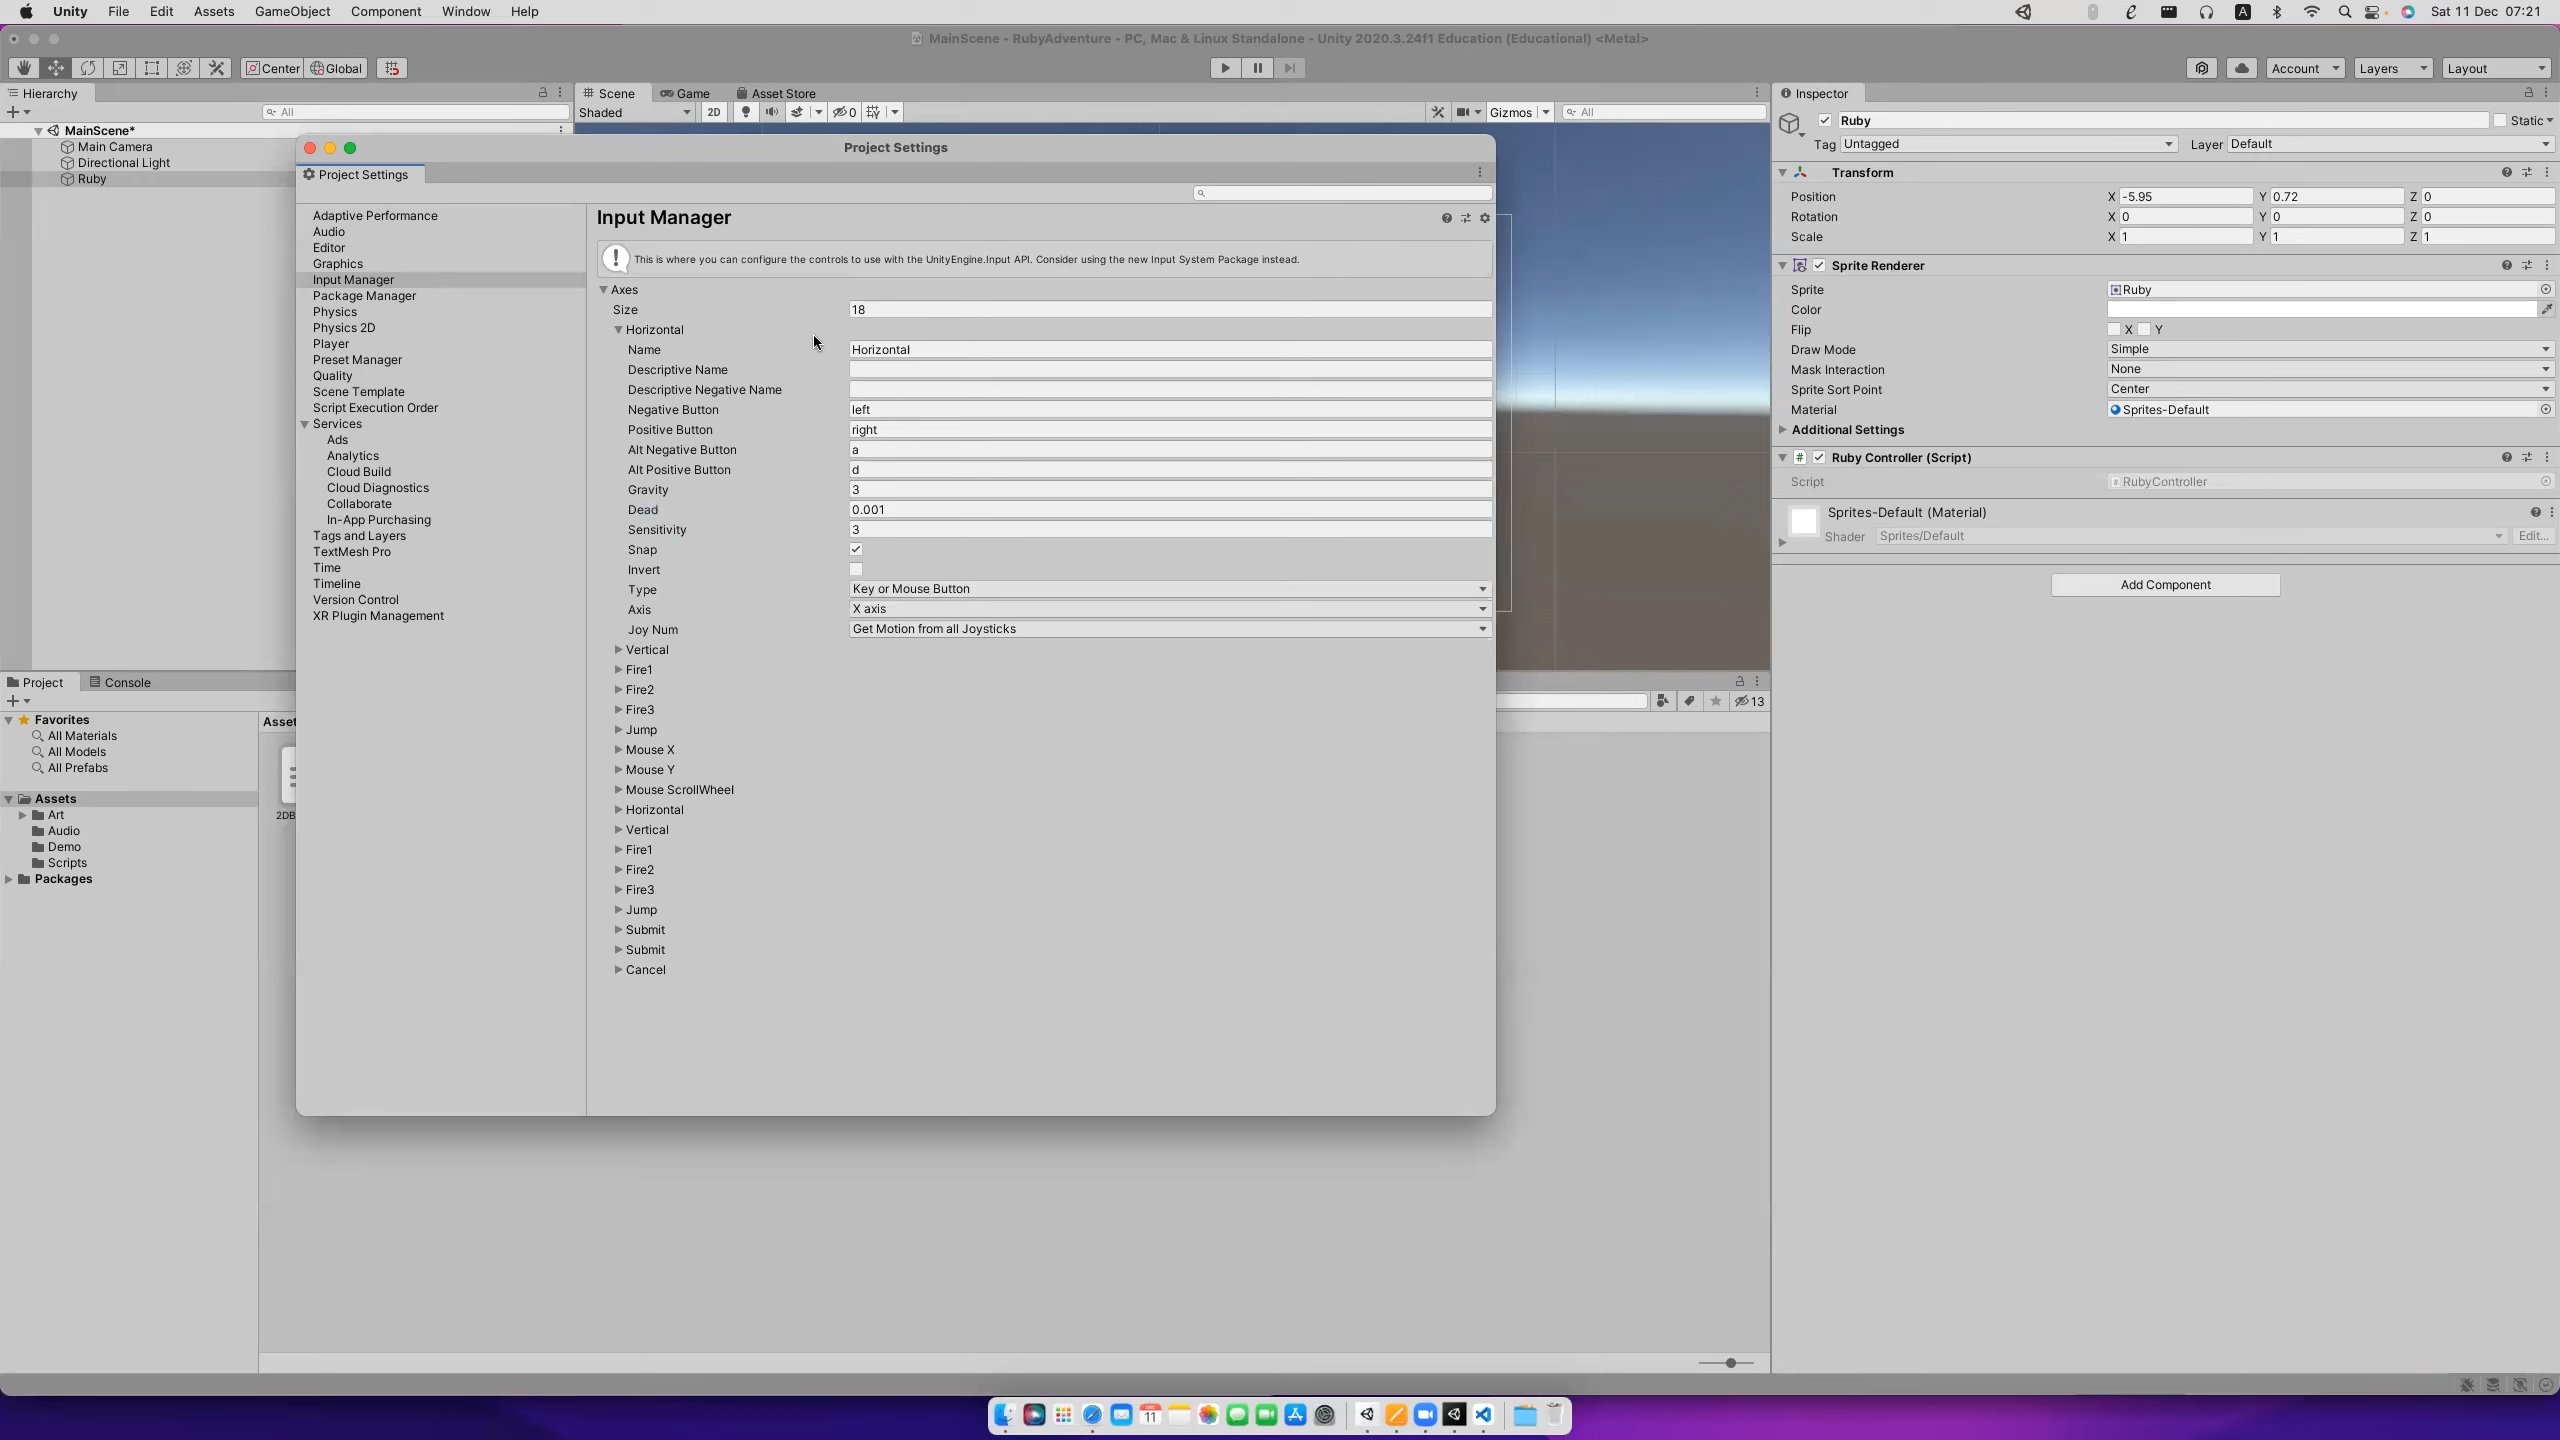 Unity File Edit Assets GameObject Component Window Help
Sat 11 Dec 07:21
MainScene - RubyAdventure - PC, Mac & Linux Standalone - Unity 2020.3.24f1 Education (Educational) <Metal>
Center Global
Account Layers Layout
Hierarchy
All
MainScene*
Main Camera
Directional Light
Ruby
Scene Game Asset Store
Shaded 2D 0 Gizmos All
Project Settings
Project Settings
Adaptive Performance
Audio
Editor
Graphics
Input Manager
Package Manager
Physics
Physics 2D
Player
Preset Manager
Quality
Scene Template
Script Execution Order
Services
Ads
Analytics
Cloud Build
Cloud Diagnostics
Collaborate
In-App Purchasing
Tags and Layers
TextMesh Pro
Time
Timeline
Version Control
XR Plugin Management
Input Manager
This is where you can configure the controls to use with the UnityEngine.Input API. Consider using the new Input System Package instead.
Axes
Size 18
Horizontal
Name Horizontal
Descriptive Name
Descriptive Negative Name
Negative Button left
Positive Button right
Alt Negative Button a
Alt Positive Button d
Gravity 3
Dead 0.001
Sensitivity 3
Snap
Invert
Type Key or Mouse Button
Axis X axis
Joy Num Get Motion from all Joysticks
Vertical
Fire1
Fire2
Fire3
Jump
Mouse X
Mouse Y
Mouse ScrollWheel
Horizontal
Vertical
Fire1
Fire2
Fire3
Jump
Submit
Submit
Cancel
Inspector
Ruby Static
Tag Untagged Layer Default
Transform
Position X -5.95 Y 0.72 Z 0
Rotation X 0 Y 0 Z 0
Scale X 1 Y 1 Z 1
Sprite Renderer
Sprite Ruby
Color
Flip X Y
Draw Mode Simple
Mask Interaction None
Sprite Sort Point Center
Material Sprites-Default
Additional Settings
Ruby Controller (Script)
Script RubyController
Sprites-Default (Material)
Shader Sprites/Default Edit...
Add Component
Project Console
13
Favorites
All Materials
All Models
All Prefabs
Assets
Art
Audio
Demo
Scripts
Packages
Asset
2DB
11